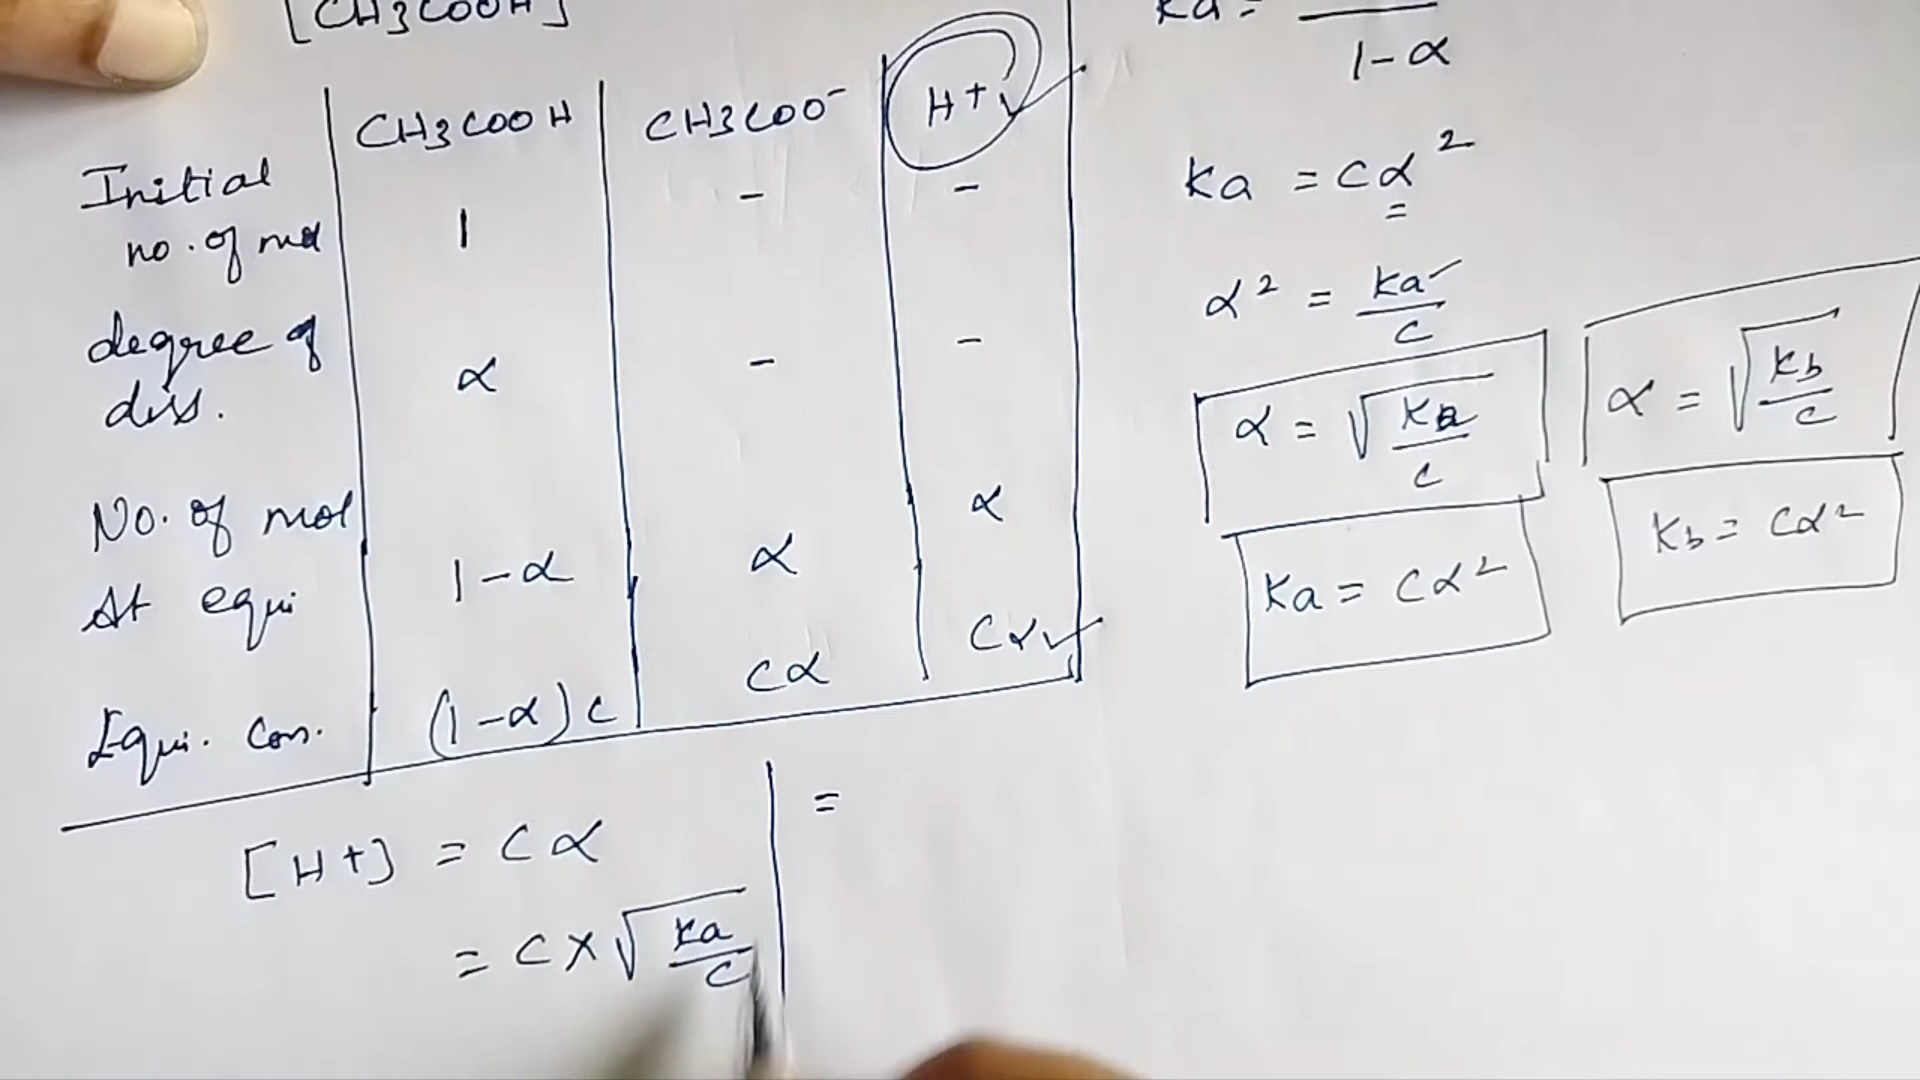 [CH3COOH]
CH3COOH CH3COO⁻ H+
Initial
no. of mol 1 - -
degree of
diss. α - -
No. of mol
At equi 1-α α α
Equi. Con. (1-α)c cα cα
[H+] = cα
= c×√(ka/c)
=
ka = /(1-α)
ka = cα²
α² = ka/c
α = √(ka/c)
ka = cα²
α = √(kb/c)
kb = cα²